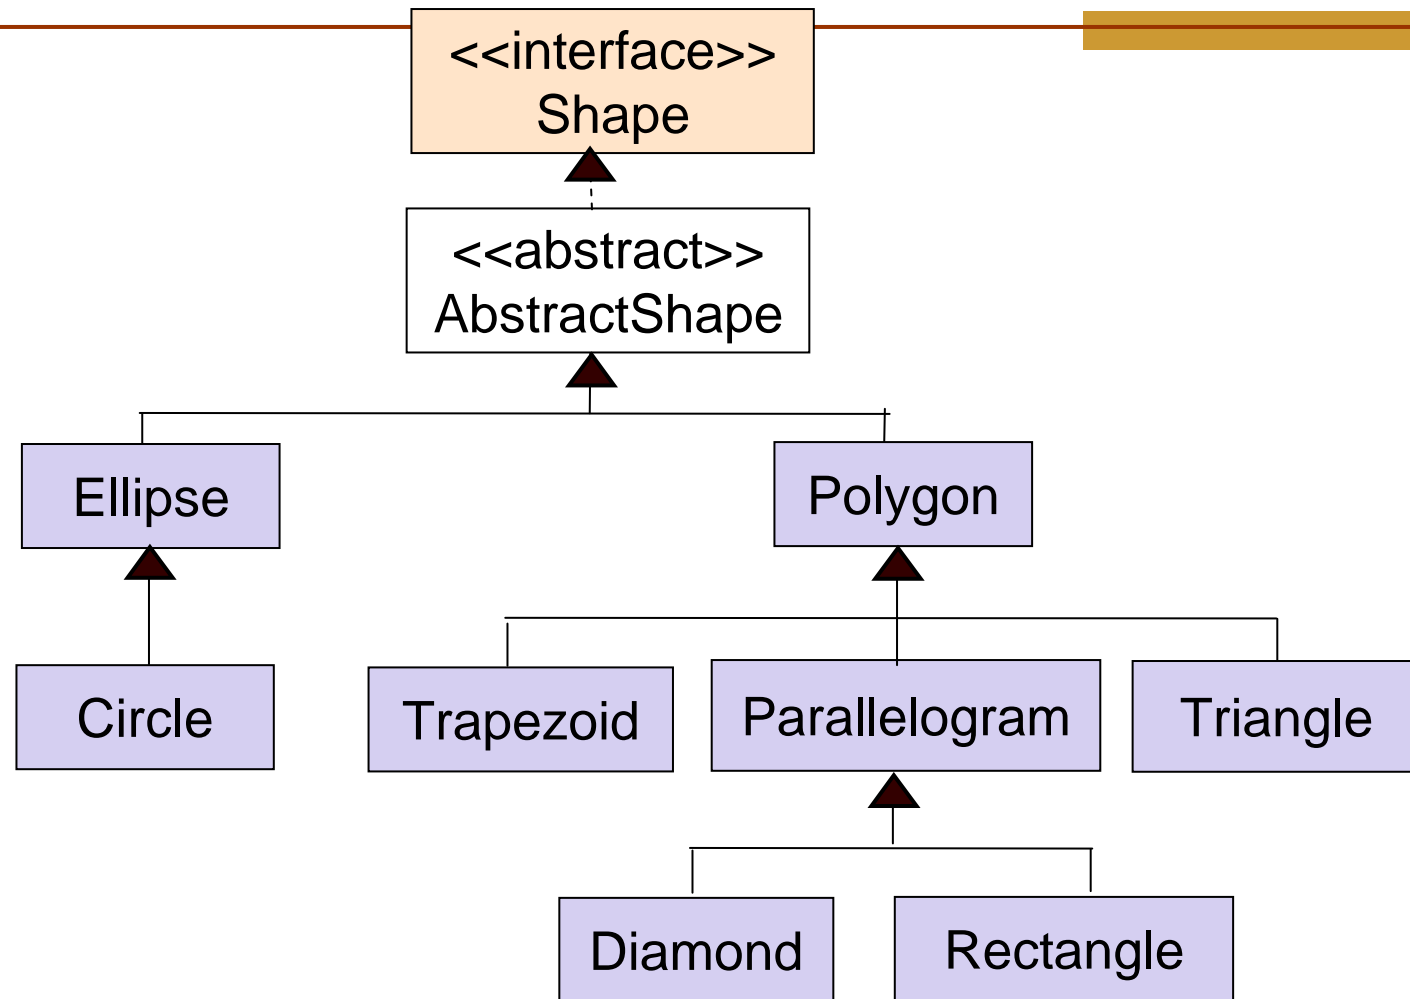 <<interface>>
Shape
<<abstract>>
AbstractShape
Ellipse
Polygon
Circle
Trapezoid
Parallelogram
Triangle
Diamond
Rectangle